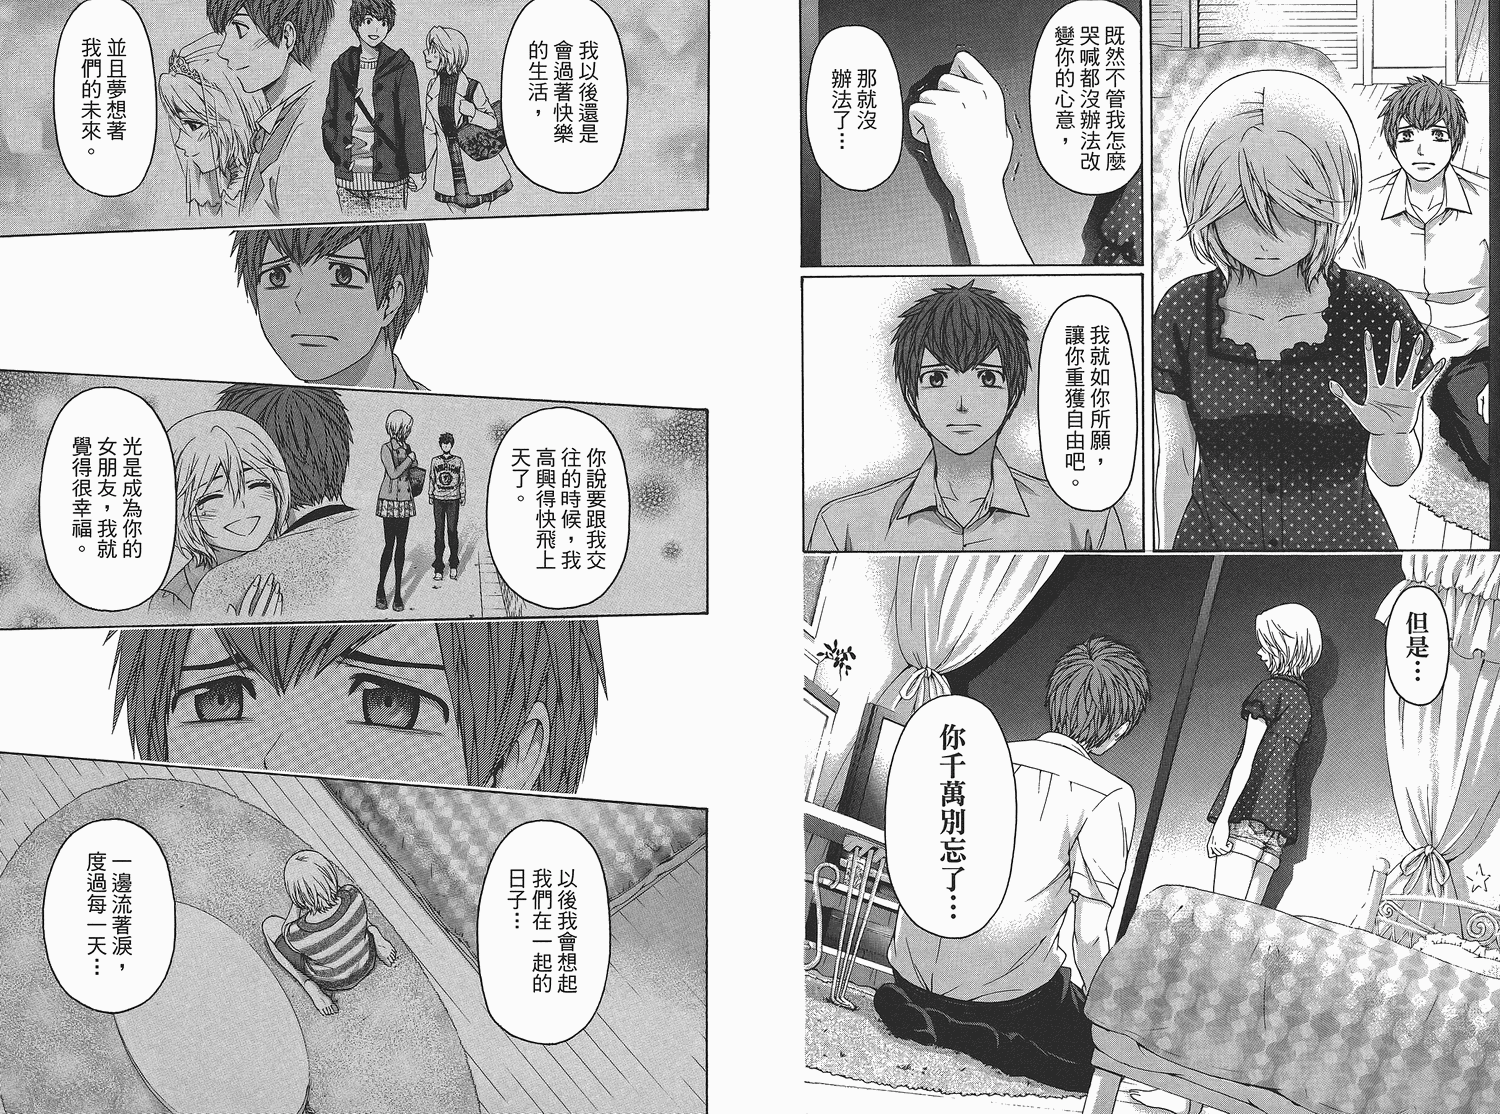 既然不管我怎麼
哭喊都沒辦法改
變你的心意，
那就沒
辦法了…
我就如你所願，
讓你重獲自由吧。
但是…
你千萬別忘了…
我以後還是
會過著快樂
的生活，
並且夢想著
我們的未來。
你說要跟我交
往的時候，我
高興得快飛上
天了。
光是成為你的
女朋友，我就
覺得很幸福。
以後我會想起
我們在一起的
日子…
一邊流著淚，
度過每一天…